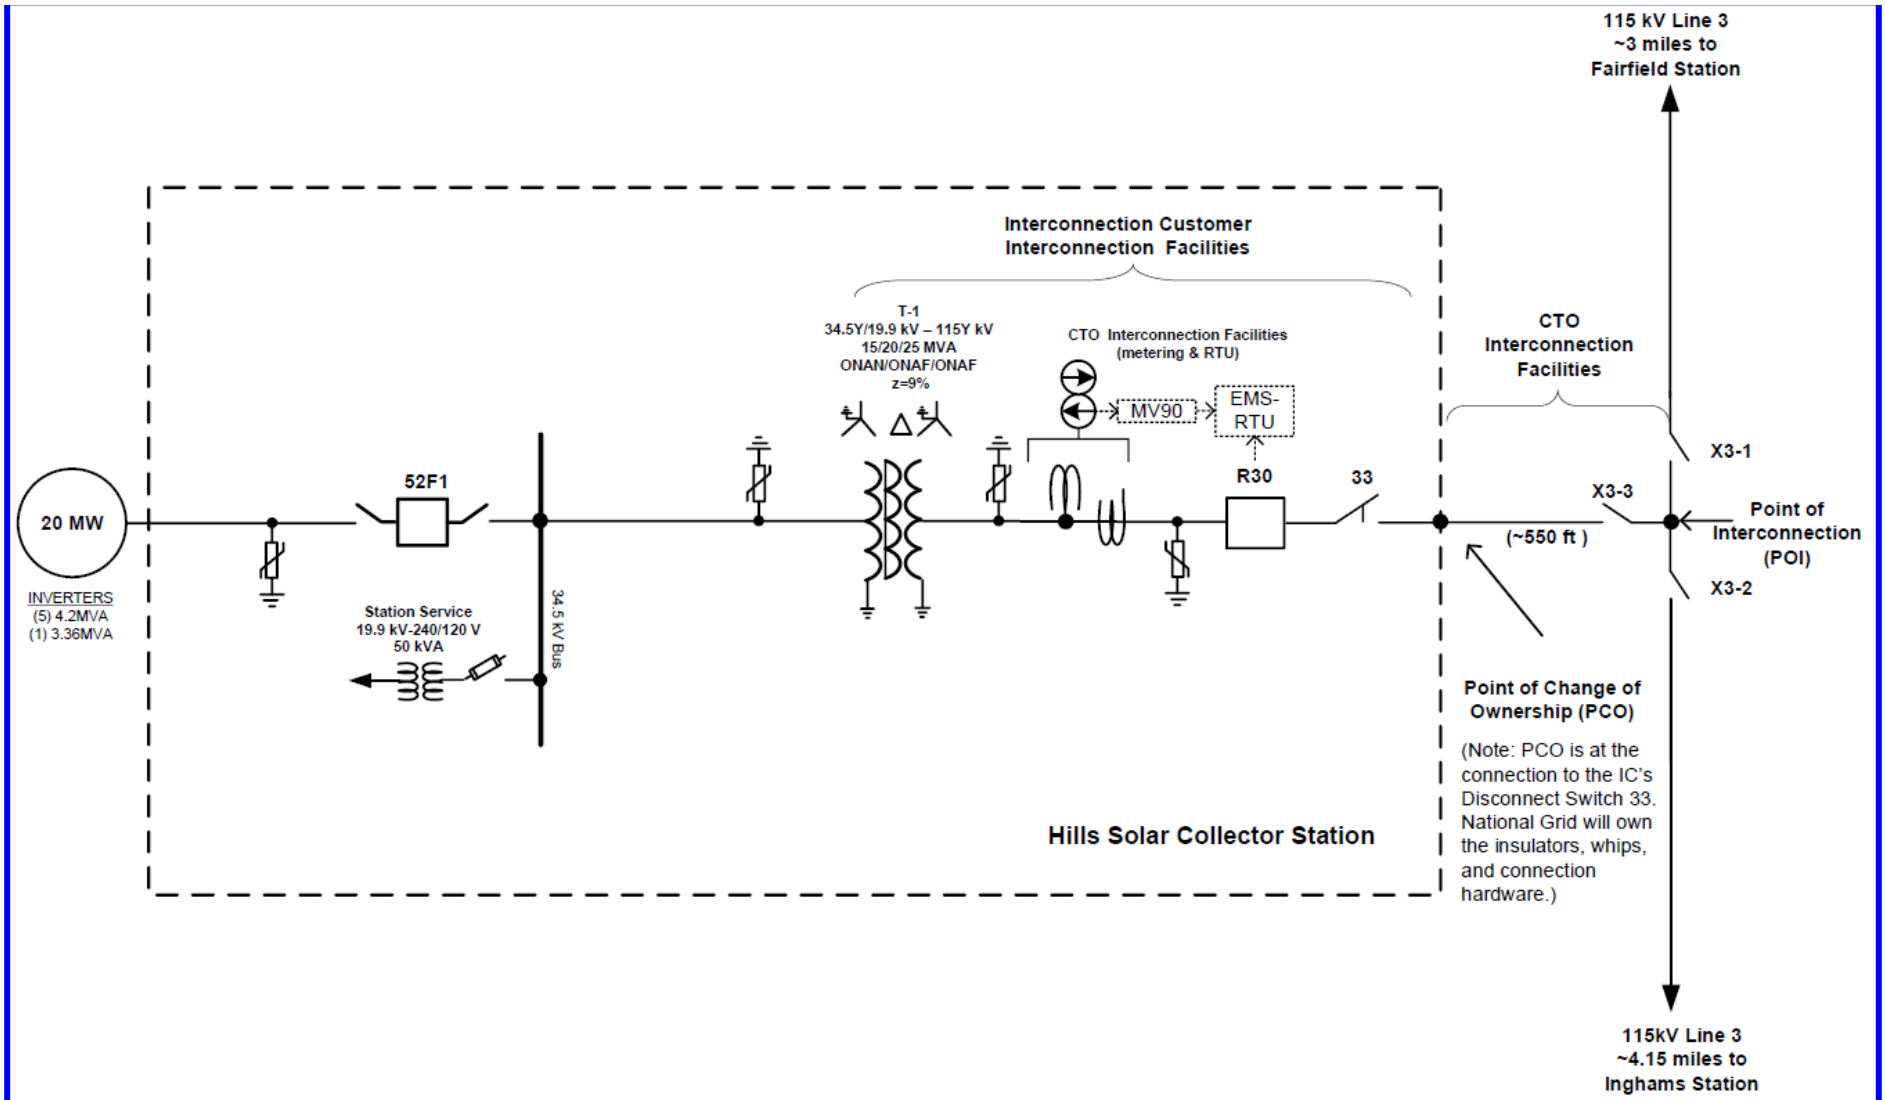 115 kV Line 3
~3 miles to
Fairfield Station
Interconnection Customer
Interconnection Facilities
T-1
34.5Y/19.9 kV – 115Y kV
15/20/25 MVA
ONAN/ONAF/ONAF
z=9%
CTO Interconnection Facilities
(metering & RTU)
MV90
EMS-
RTU
CTO
Interconnection
Facilities
52F1
R30
33
X3-1
X3-3
20 MW
(~550 ft )
Point of
Interconnection
(POI)
X3-2
INVERTERS
(5) 4.2MVA
(1) 3.36MVA
Station Service
19.9 kV-240/120 V
50 kVA
34.5 kV Bus
Point of Change of
Ownership (PCO)
(Note: PCO is at the
connection to the IC's
Disconnect Switch 33.
National Grid will own
the insulators, whips,
and connection
hardware.)
Hills Solar Collector Station
115kV Line 3
~4.15 miles to
Inghams Station